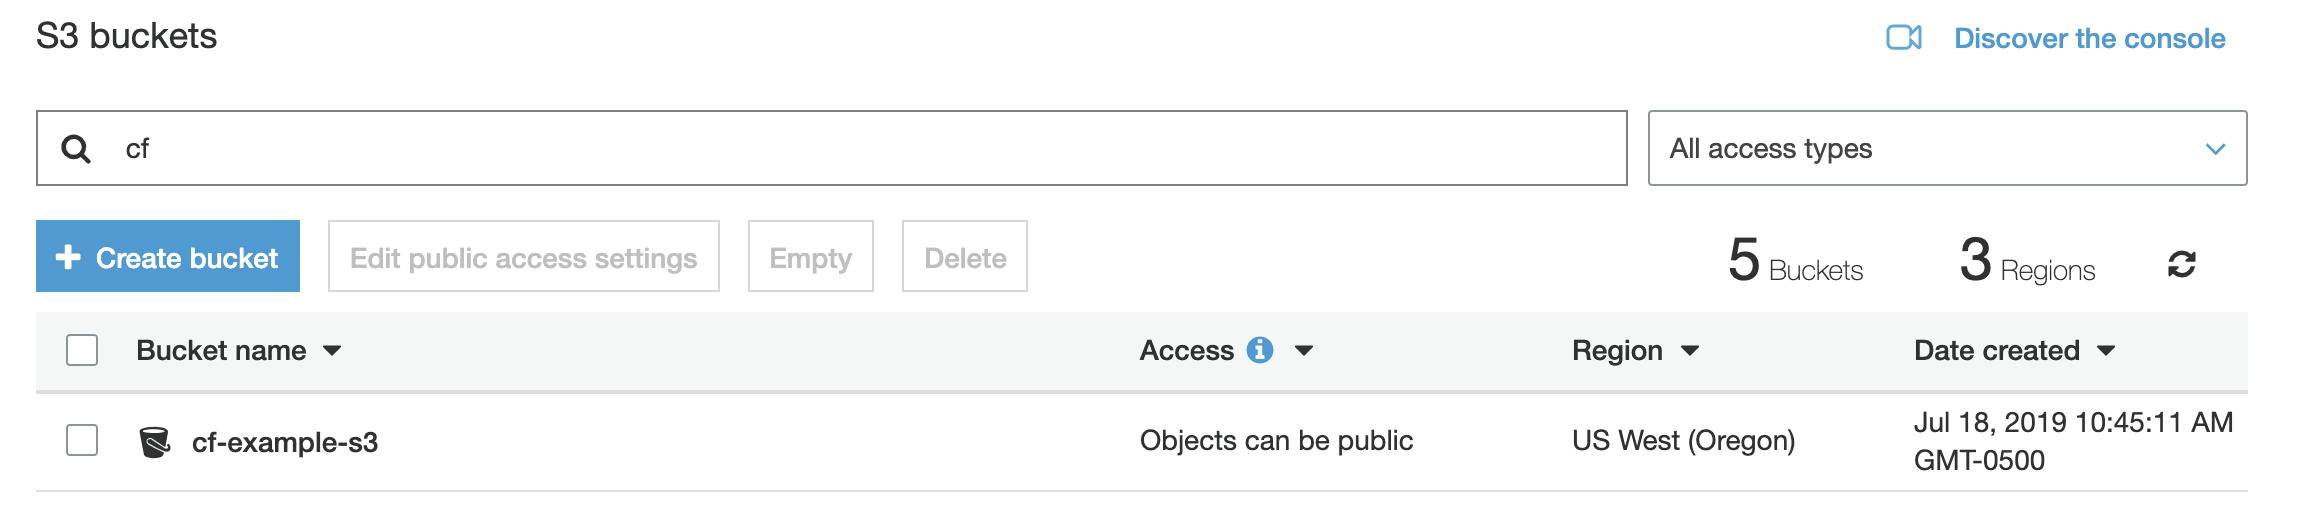 S3 buckets
Discover the console
cf
All access types
Create bucket
Edit public access settings
Empty
Delete
5 Buckets
3 Regions
Bucket name
Access
Region
Date created
cf-example-s3
Objects can be public
US West (Oregon)
Jul 18, 2019 10:45:11 AM
GMT-0500